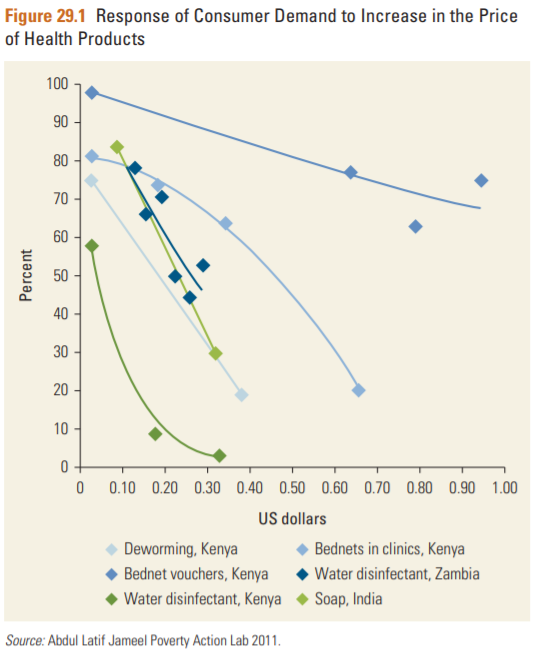 Figure 29.1 Response of Consumer Demand to Increase in the Price
of Health Products
100
90
80
70
60
50
40
30
20
10
0
Percent
0 0.10 0.20 0.30 0.40 0.50 0.60 0.70 0.80 0.90 1.00
US dollars
Deworming, Kenya Bednets in clinics, Kenya
Bednet vouchers, Kenya Water disinfectant, Zambia
Water disinfectant, Kenya Soap, India
Source: Abdul Latif Jameel Poverty Action Lab 2011.